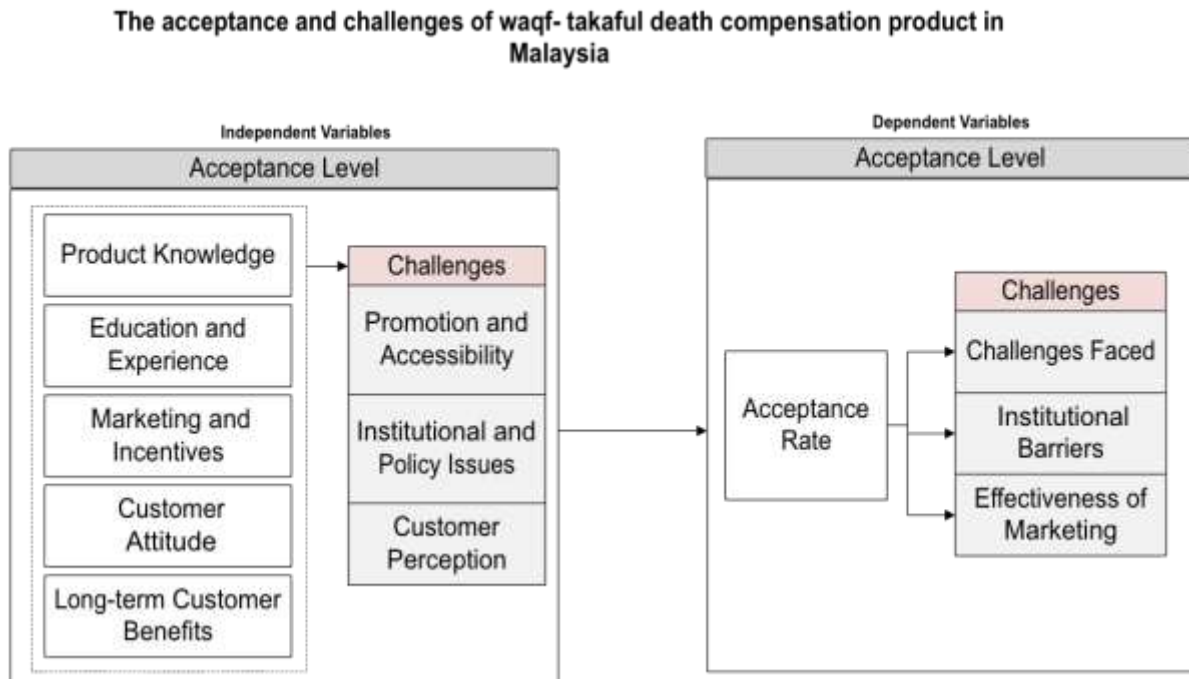 The acceptance and challenges of waqf- takaful death compensation product in
Malaysia
Independent Variables
Acceptance Level
Product Knowledge
Education and
Experience
Marketing and
Incentives
Customer
Attitude
Long-term Customer
Benefits
Challenges
Promotion and
Accessibility
Institutional and
Policy Issues
Customer
Perception
Dependent Variables
Acceptance Level
Acceptance
Rate
Challenges
Challenges Faced
Institutional
Barriers
Effectiveness of
Marketing